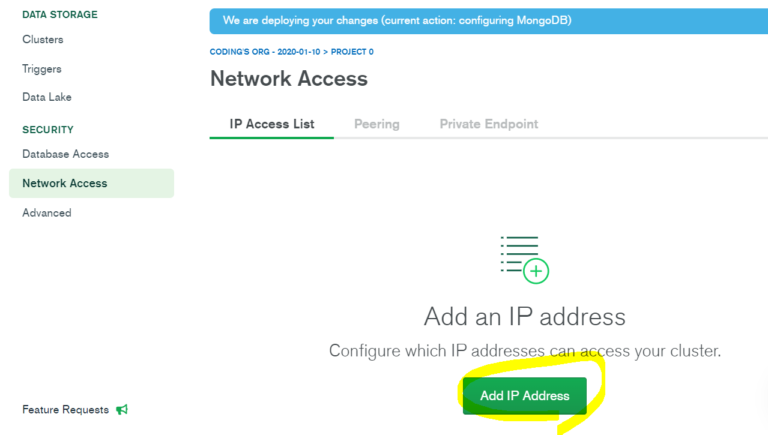 DATA STORAGE
Clusters
Triggers
Data Lake
SECURITY
Database Access
Network Access
Advanced
Feature Requests
We are deploying your changes (current action: configuring MongoDB)
CODING'S ORG - 2020-01-10 > PROJECT 0
Network Access
IP Access List Peering Private Endpoint
Add an IP address
Configure which IP addresses can access your cluster.
Add IP Address